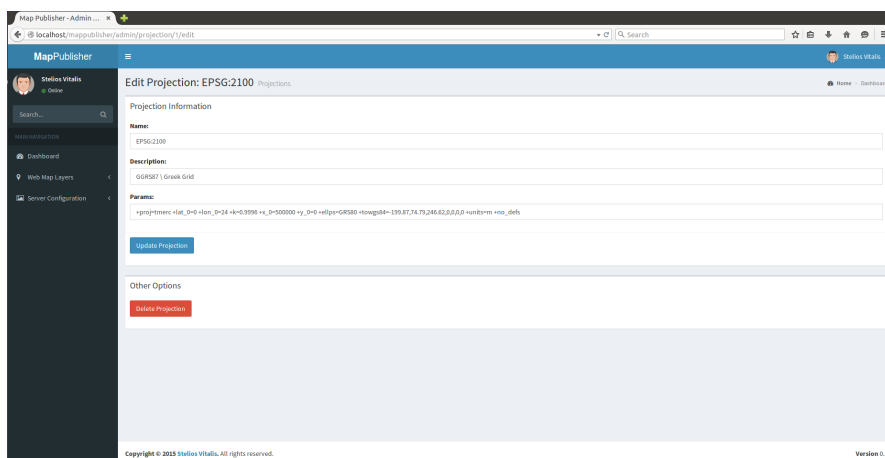 Map Publisher - Admin ...
localhost/mappublisher/admin/projection/1/edit
Search
MapPublisher
Stelios Vitalis
Stelios Vitalis
Online
Edit Projection: EPSG:2100 Projections
Home
Search...
MAIN NAVIGATION
Dashboard
Web Map Layers
Server Configuration
Projection Information
Name:
EPSG:2100
Description:
GGRS87 \ Greek Grid
Params:
+proj=tmerc +lat_0=0 +lon_0=24 +k=0.9996 +x_0=500000 +y_0=0 +ellps=GRS80 +towgs84=-199.87,74.79,246.62,0,0,0,0 +units=m +no_defs
Update Projection
Other Options
Delete Projection
Copyright © 2015 Stelios Vitalis. All rights reserved.
Version 0.